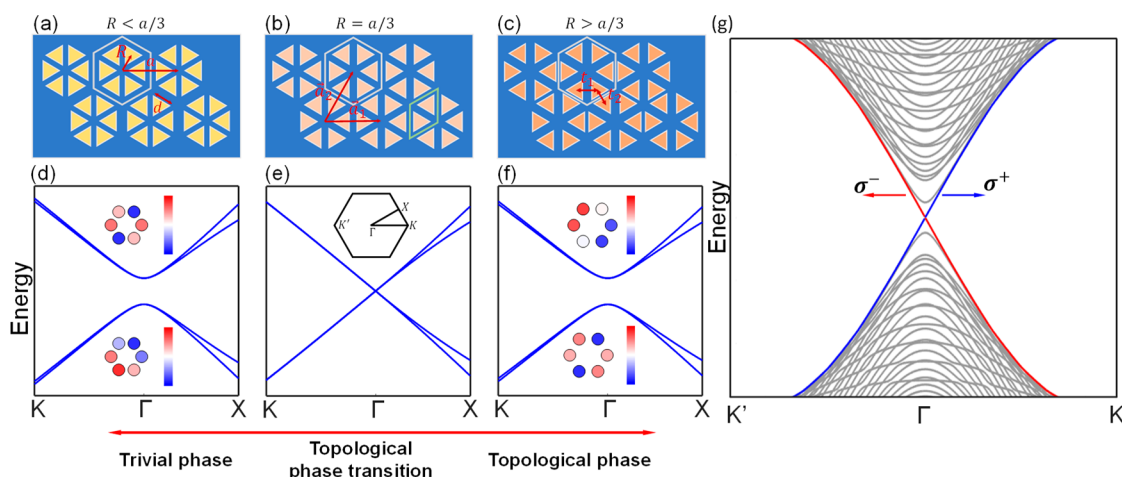 (a) R < a/3
(b) R = a/3
(c) R > a/3
(g)
R a
d
a₂
a₁
t₁
t₂
(d)
(e)
(f)
K'
X
Γ
K
σ⁻
σ⁺
Energy
Energy
K Γ X
K Γ X
K Γ X
K' Γ K
Trivial phase
Topological
phase transition
Topological phase